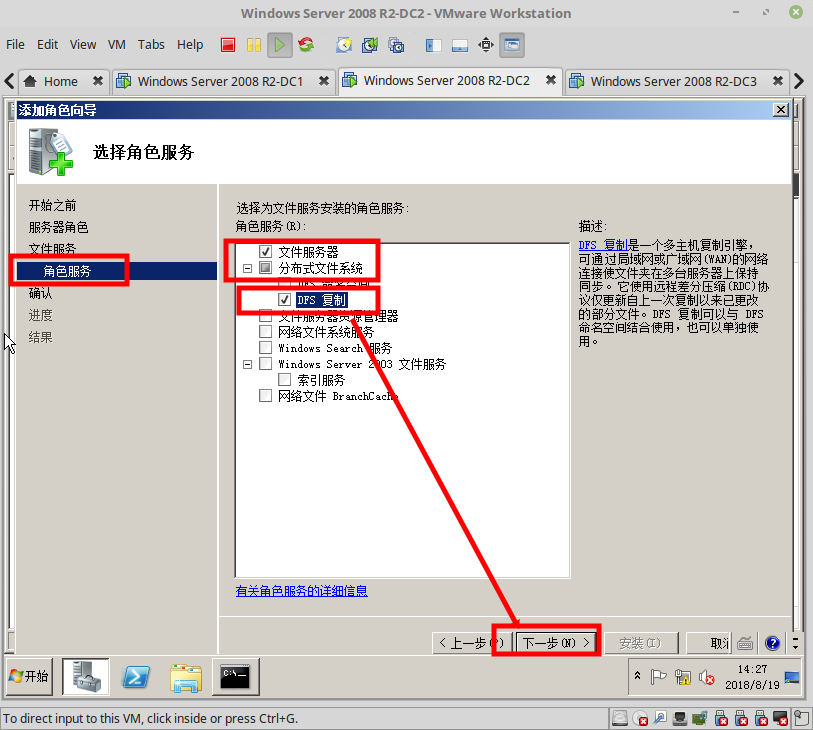 Windows Server 2008 R2-DC2 - VMware Workstation
File Edit View VM Tabs Help
Home Windows Server 2008 R2-DC1 Windows Server 2008 R2-DC2 Windows Server 2008 R2-DC3
添加角色向导
选择角色服务
开始之前
服务器角色
文件服务
角色服务
确认
进度
结果
选择为文件服务安装的角色服务:
角色服务(R):
文件服务器
分布式文件系统
DFS 命名空间
DFS 复制
文件服务器资源管理器
网络文件系统服务
Windows Search 服务
Windows Server 2003 文件服务
索引服务
网络文件 BranchCache
有关角色服务的详细信息
描述:
DFS 复制是一个多主机复制引擎，
可通过局域网或广域网(WAN)的网络
连接使文件夹在多台服务器上保持
同步。它使用远程差分压缩(RDC)协
议仅更新自上一次复制以来已更改
的部分文件。DFS 复制可以与 DFS
命名空间结合使用，也可以单独使
用。
< 上一步(P) 下一步(N) > 安装(I) 取消
开始
C:\-
14:27
2018/8/19
To direct input to this VM, click inside or press Ctrl+G.